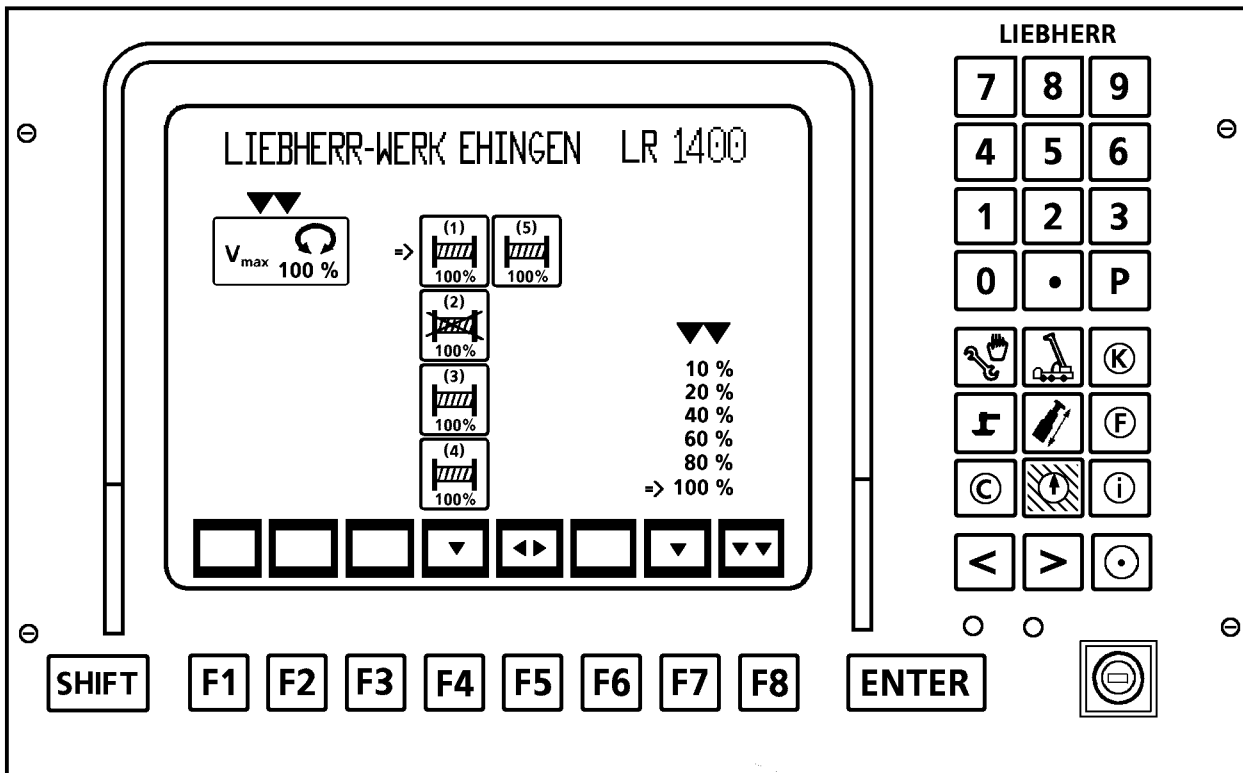 LIEBHERR
LIEBHERR-WERK EHINGEN LR 1400
Vmax 100 %
=> (1) (5)
100% 100%
(2)
100%
(3)
100%
(4)
100%
10 %
20 %
40 %
60 %
80 %
=> 100 %
7 8 9
4 5 6
1 2 3
0 • P
K
F
C i
< >
SHIFT F1 F2 F3 F4 F5 F6 F7 F8 ENTER